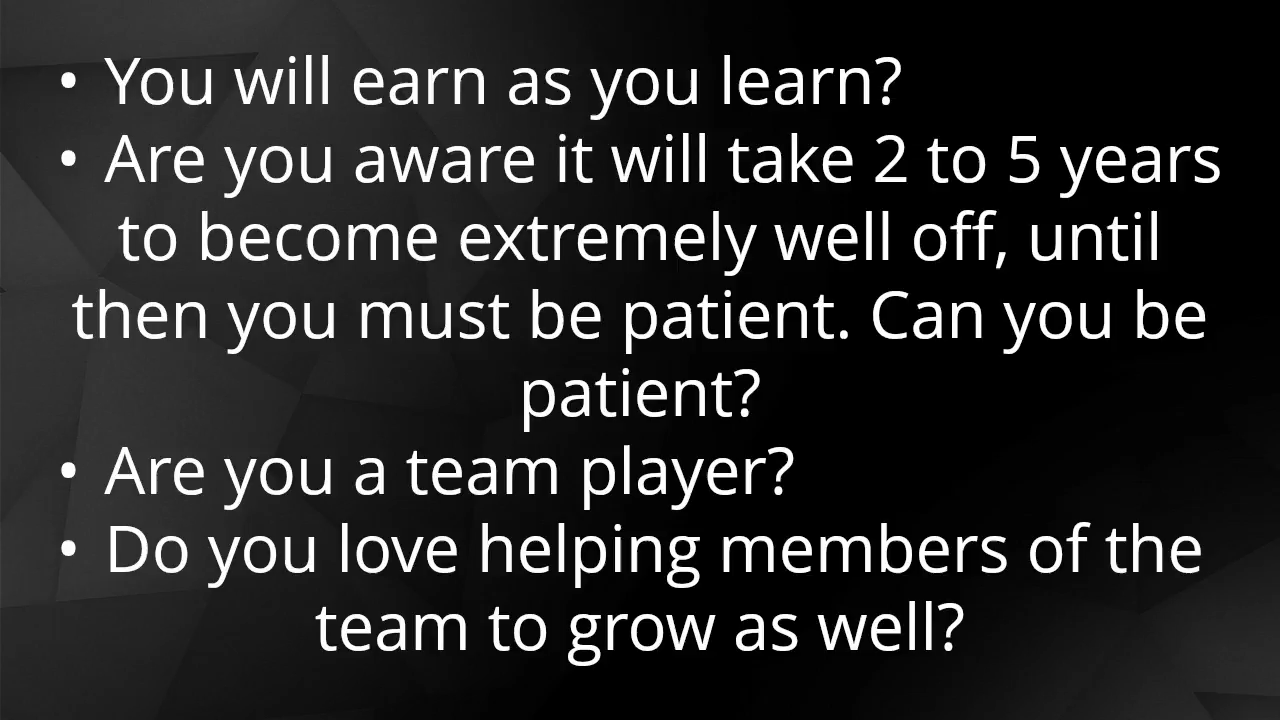 • You will earn as you learn?
• Are you aware it will take 2 to 5 years
to become extremely well off, until
then you must be patient. Can you be
patient?
• Are you a team player?
• Do you love helping members of the
team to grow as well?